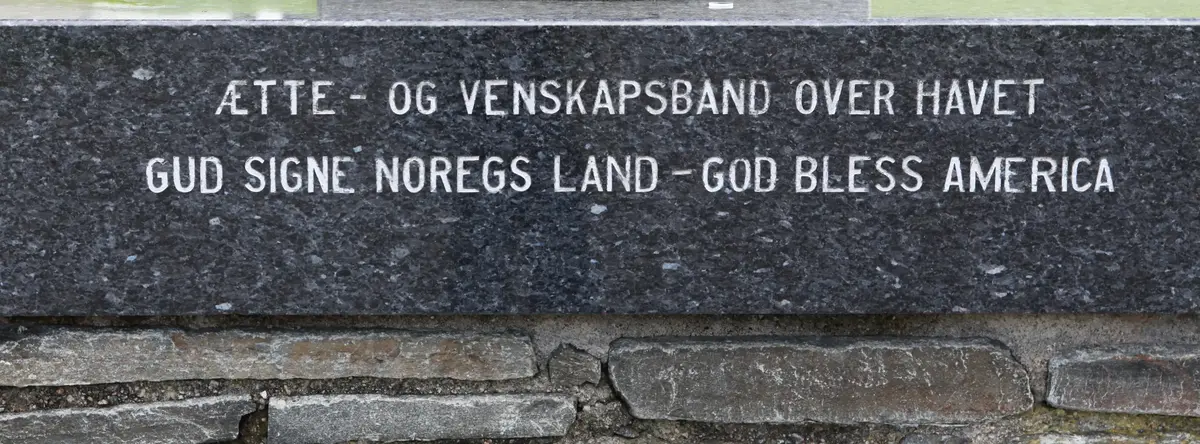 ÆTTE - OG VENSKAPSBAND OVER HAVET
GUD SIGNE NOREGS LAND - GOD BLESS AMERICA